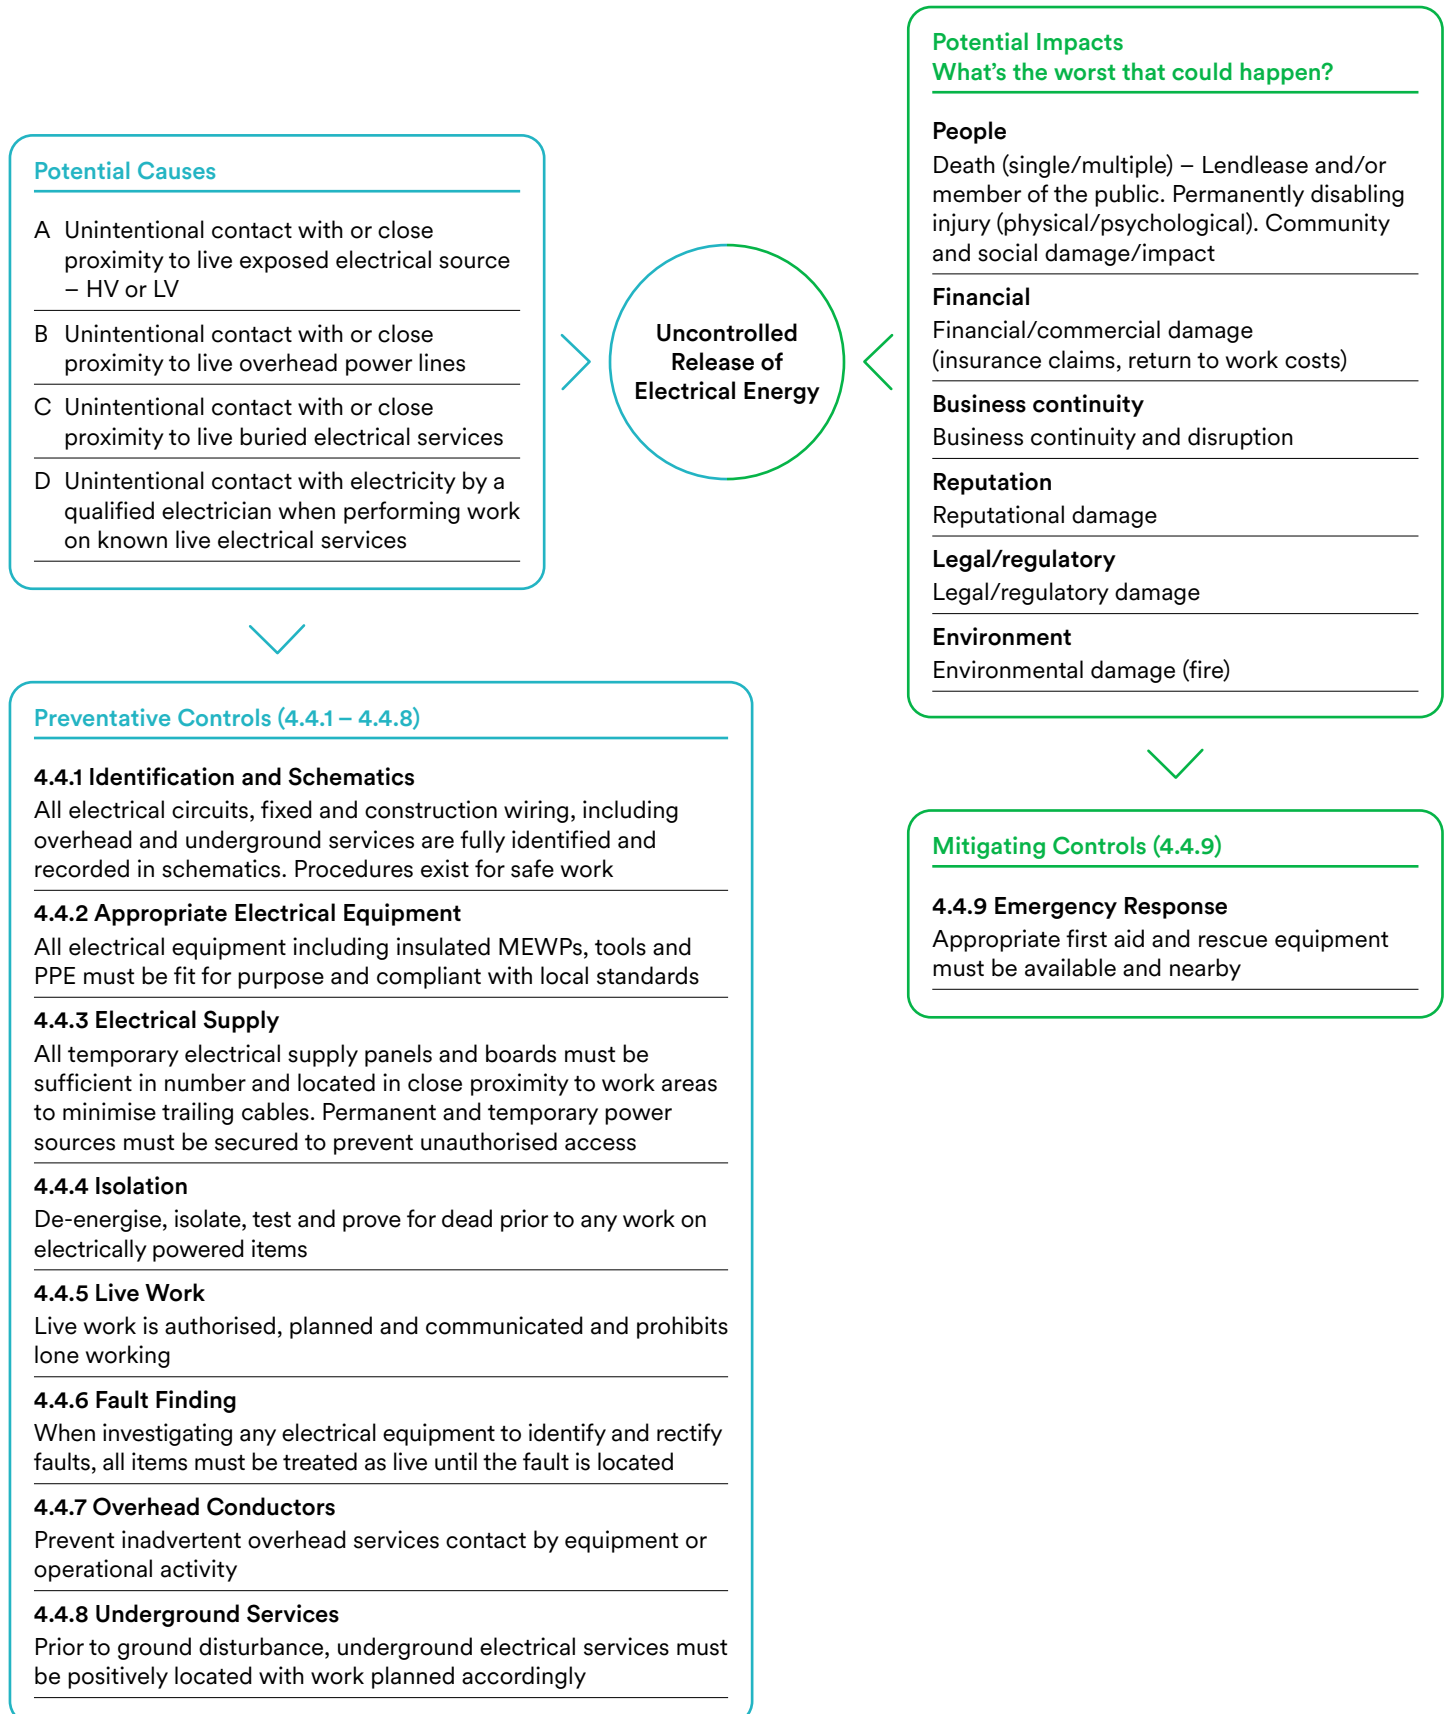 Potential Causes
A Unintentional contact with or close
proximity to live exposed electrical source
– HV or LV
B Unintentional contact with or close
proximity to live overhead power lines
C Unintentional contact with or close
proximity to live buried electrical services
D Unintentional contact with electricity by a
qualified electrician when performing work
on known live electrical services
Uncontrolled
Release of
Electrical Energy
Potential Impacts
What’s the worst that could happen?
People
Death (single/multiple) – Lendlease and/or
member of the public. Permanently disabling
injury (physical/psychological). Community
and social damage/impact
Financial
Financial/commercial damage
(insurance claims, return to work costs)
Business continuity
Business continuity and disruption
Reputation
Reputational damage
Legal/regulatory
Legal/regulatory damage
Environment
Environmental damage (fire)
Preventative Controls (4.4.1 – 4.4.8)
4.4.1 Identification and Schematics
All electrical circuits, fixed and construction wiring, including
overhead and underground services are fully identified and
recorded in schematics. Procedures exist for safe work
4.4.2 Appropriate Electrical Equipment
All electrical equipment including insulated MEWPs, tools and
PPE must be fit for purpose and compliant with local standards
4.4.3 Electrical Supply
All temporary electrical supply panels and boards must be
sufficient in number and located in close proximity to work areas
to minimise trailing cables. Permanent and temporary power
sources must be secured to prevent unauthorised access
4.4.4 Isolation
De-energise, isolate, test and prove for dead prior to any work on
electrically powered items
4.4.5 Live Work
Live work is authorised, planned and communicated and prohibits
lone working
4.4.6 Fault Finding
When investigating any electrical equipment to identify and rectify
faults, all items must be treated as live until the fault is located
4.4.7 Overhead Conductors
Prevent inadvertent overhead services contact by equipment or
operational activity
4.4.8 Underground Services
Prior to ground disturbance, underground electrical services must
be positively located with work planned accordingly
Mitigating Controls (4.4.9)
4.4.9 Emergency Response
Appropriate first aid and rescue equipment
must be available and nearby